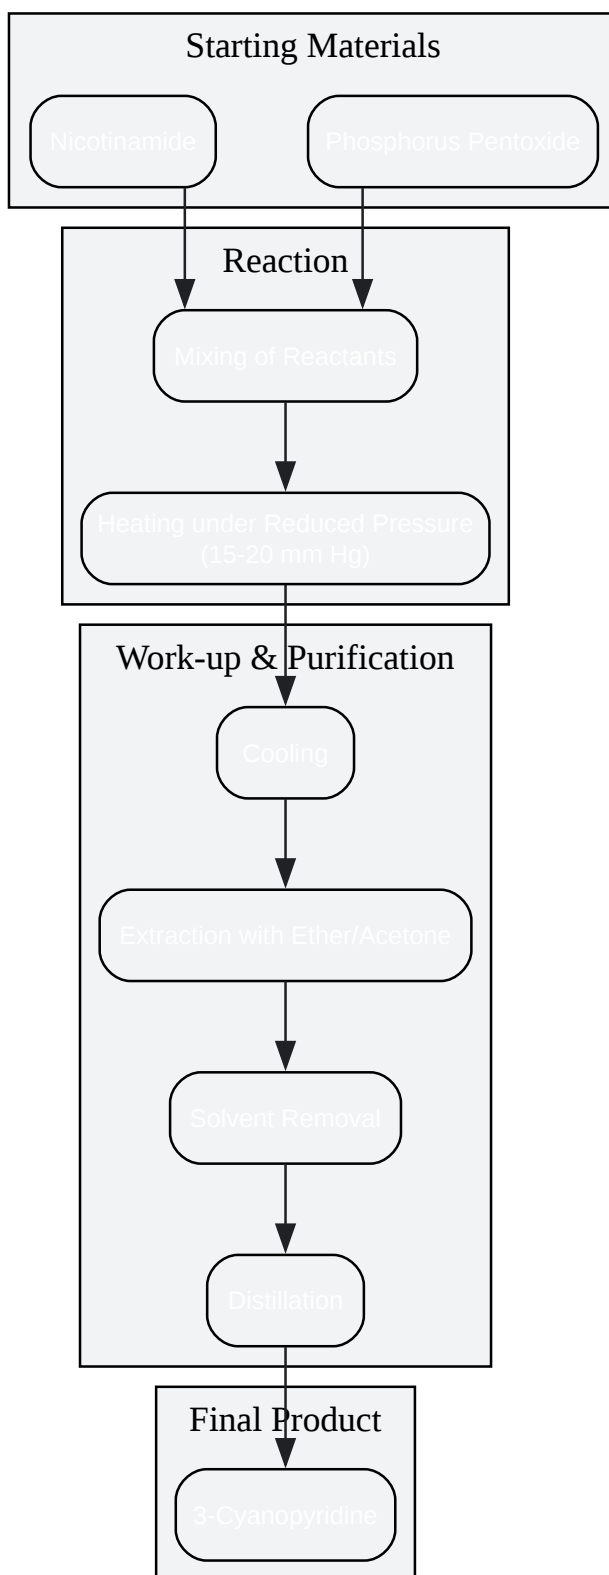 Starting Materials
Nicotinamide
Phosphorus Pentoxide
Reaction
Mixing of Reactants
Heating under Reduced Pressure
(15-20 mm Hg)
Work-up & Purification
Cooling
Extraction with Ether/Acetone
Solvent Removal
Distillation
Final Product
3-Cyanopyridine